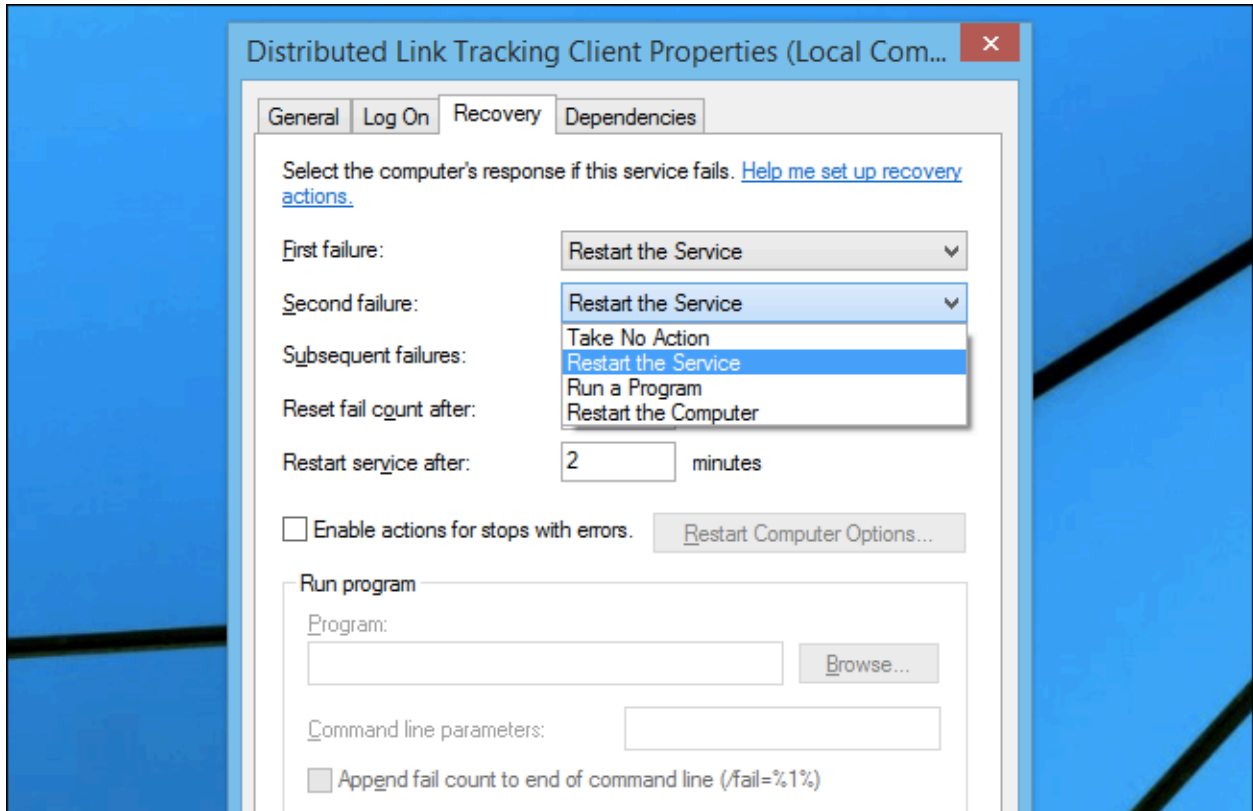 Distributed Link Tracking Client Properties (Local Com...
General Log On Recovery Dependencies
Select the computer's response if this service fails. Help me set up recovery
actions.
First failure: Restart the Service
Second failure: Restart the Service
Take No Action
Subsequent failures: Restart the Service
Run a Program
Reset fail count after: Restart the Computer
Restart service after: 2 minutes
Enable actions for stops with errors. Restart Computer Options...
Run program
Program:
Browse...
Command line parameters:
Append fail count to end of command line (/fail=%1%)